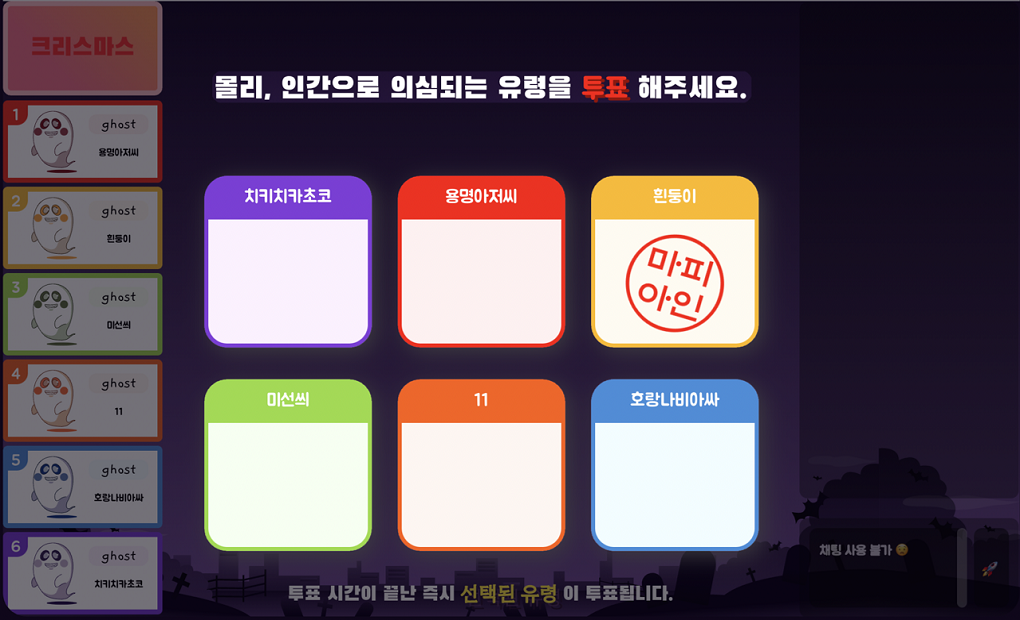 크리스마스
몰리, 인간으로 의심되는 유령을 투표 해주세요.
1
ghost
용명아저씨
2
ghost
흰둥이
3
ghost
미선씌
4
ghost
11
5
ghost
호랑나비아싸
6
ghost
치키치카초코
치키치카초코
용명아저씨
흰둥이
마·피
아·인
미선씌
11
호랑나비아싸
투표 시간이 끝난 즉시 선택된 유령 이 투표됩니다.
채팅 사용 불가 😉